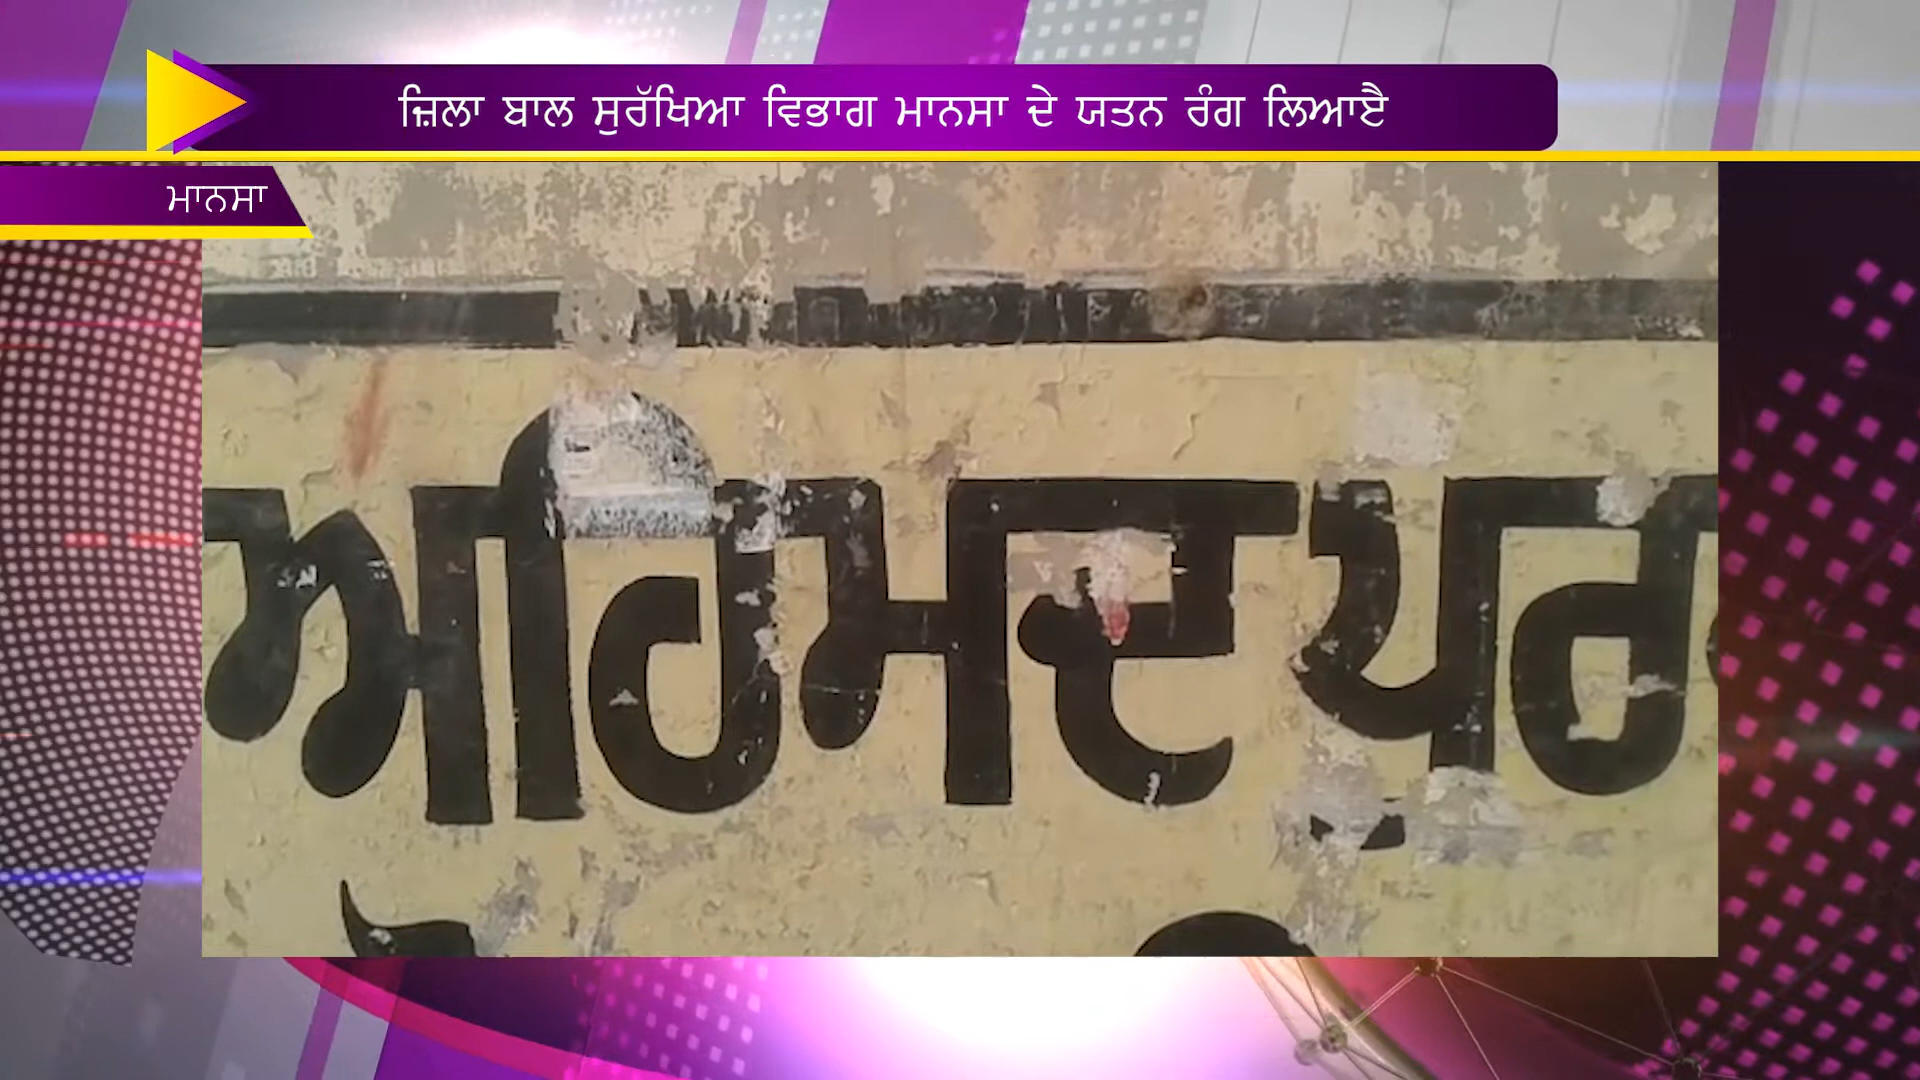 ਜ਼ਿਲਾ ਬਾਲ ਸੁਰੱਖਿਆ ਵਿਭਾਗ ਮਾਨਸਾ ਦੇ ਯਤਨ ਰੰਗ ਲਿਆਏ
ਮਾਨਸਾ
ਅਹਿਮਦਪੁਰ